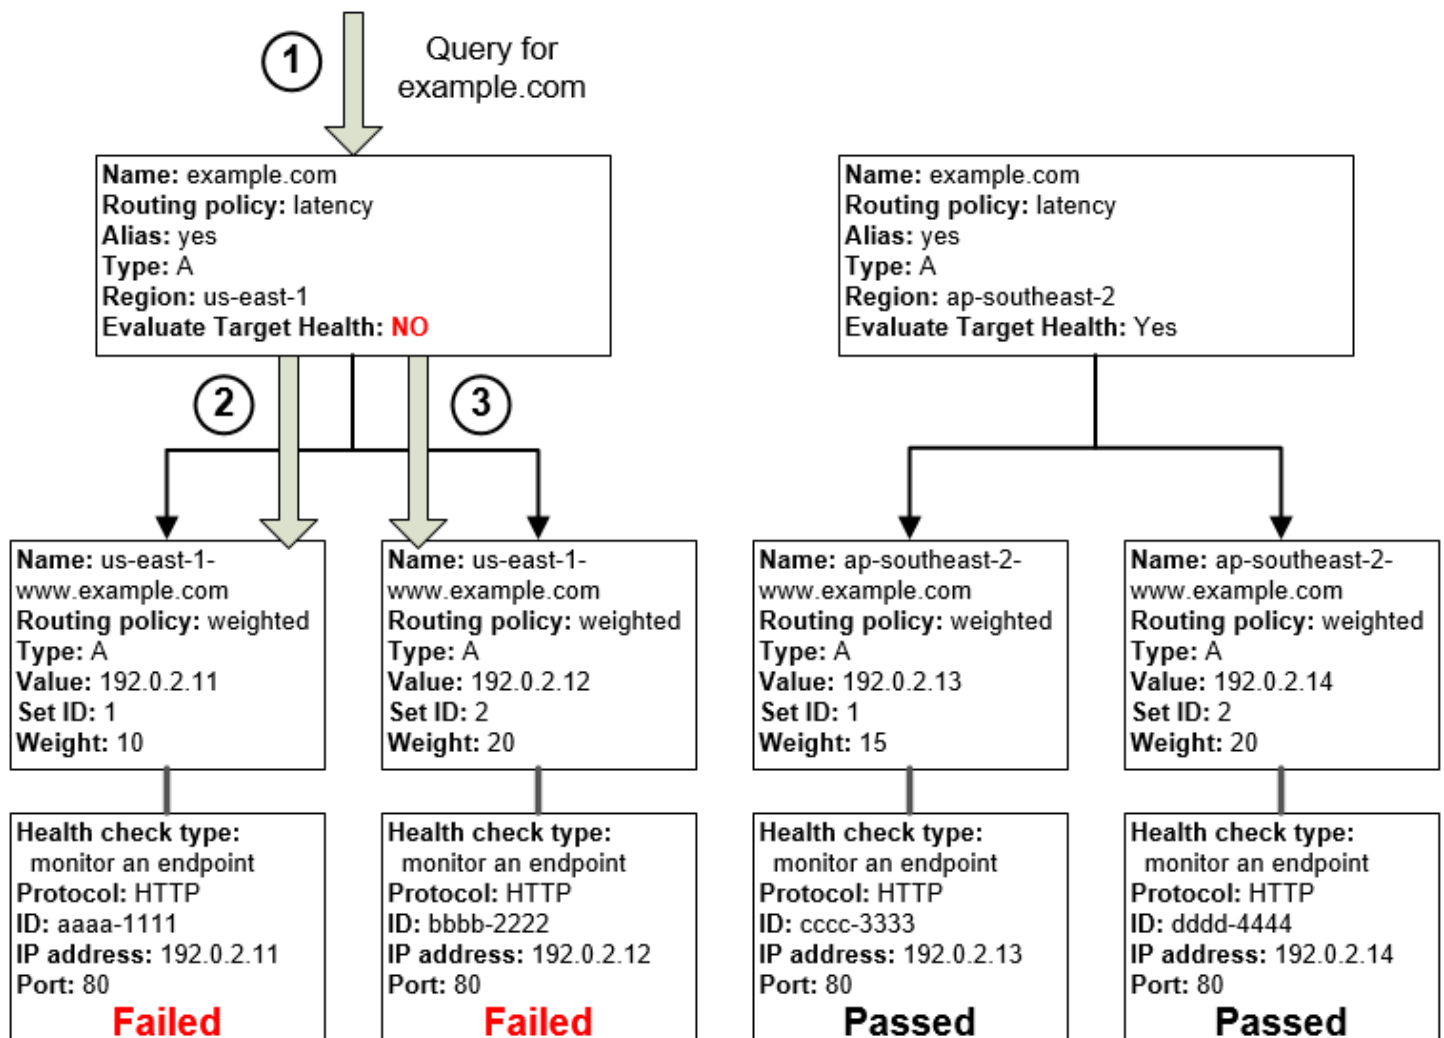 1
Query for
example.com
Name: example.com
Routing policy: latency
Alias: yes
Type: A
Region: us-east-1
Evaluate Target Health: NO
Name: example.com
Routing policy: latency
Alias: yes
Type: A
Region: ap-southeast-2
Evaluate Target Health: Yes
2
3
Name: us-east-1-
www.example.com
Routing policy: weighted
Type: A
Value: 192.0.2.11
Set ID: 1
Weight: 10
Name: us-east-1-
www.example.com
Routing policy: weighted
Type: A
Value: 192.0.2.12
Set ID: 2
Weight: 20
Name: ap-southeast-2-
www.example.com
Routing policy: weighted
Type: A
Value: 192.0.2.13
Set ID: 1
Weight: 15
Name: ap-southeast-2-
www.example.com
Routing policy: weighted
Type: A
Value: 192.0.2.14
Set ID: 2
Weight: 20
Health check type:
monitor an endpoint
Protocol: HTTP
ID: aaaa-1111
IP address: 192.0.2.11
Port: 80
Failed
Health check type:
monitor an endpoint
Protocol: HTTP
ID: bbbb-2222
IP address: 192.0.2.12
Port: 80
Failed
Health check type:
monitor an endpoint
Protocol: HTTP
ID: cccc-3333
IP address: 192.0.2.13
Port: 80
Passed
Health check type:
monitor an endpoint
Protocol: HTTP
ID: dddd-4444
IP address: 192.0.2.14
Port: 80
Passed